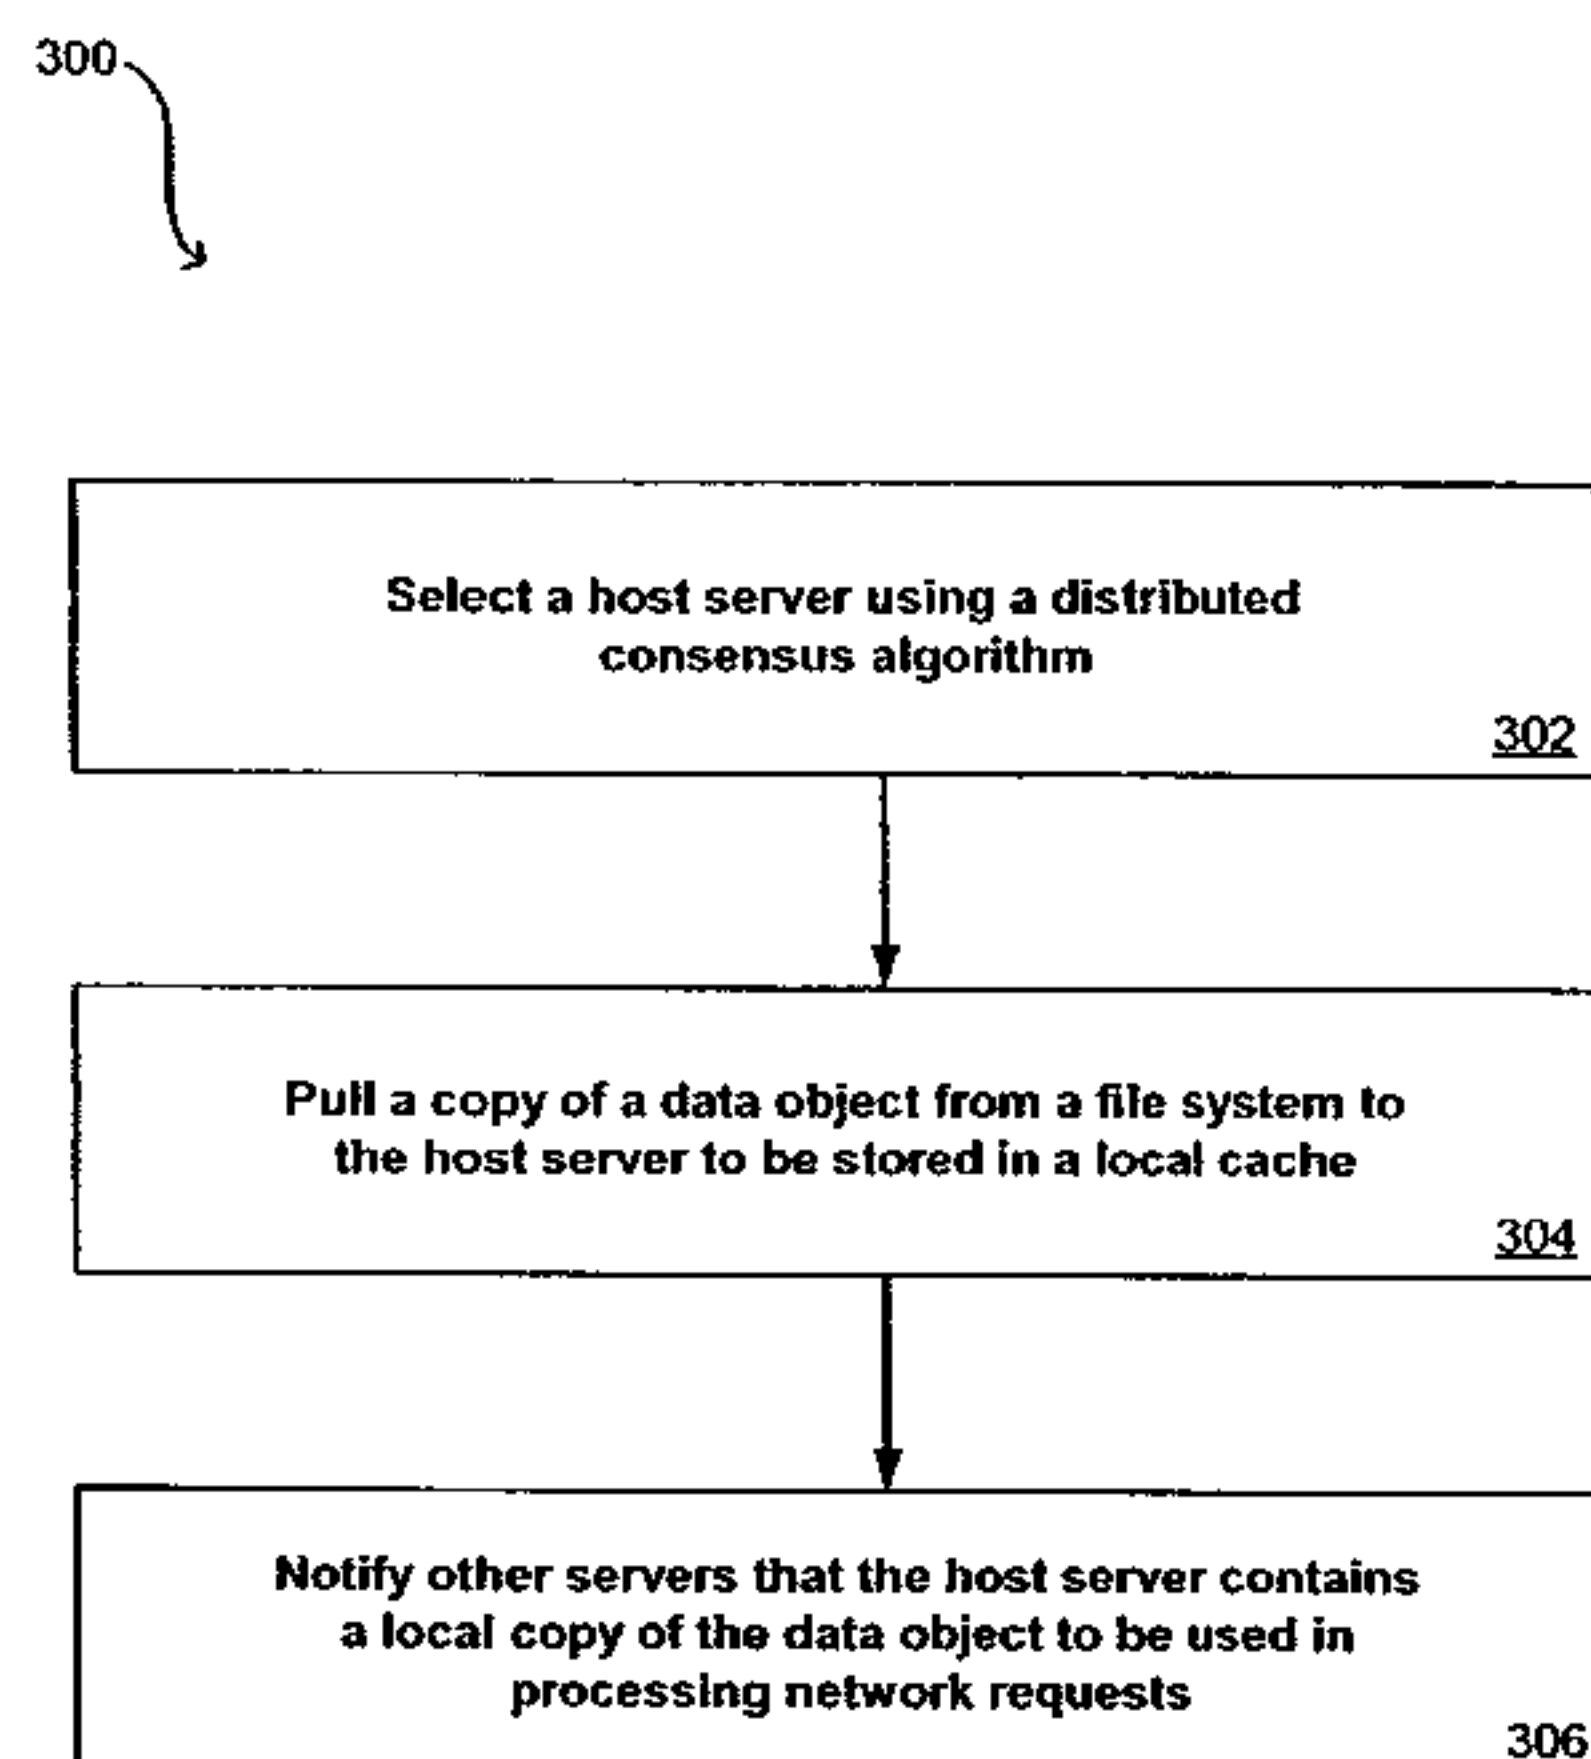 300
Select a host server using a distributed
consensus algorithm
302
Pull a copy of a data object from a file system to
the host server to be stored in a local cache
304
Notify other servers that the host server contains
a local copy of the data object to be used in
processing network requests
306